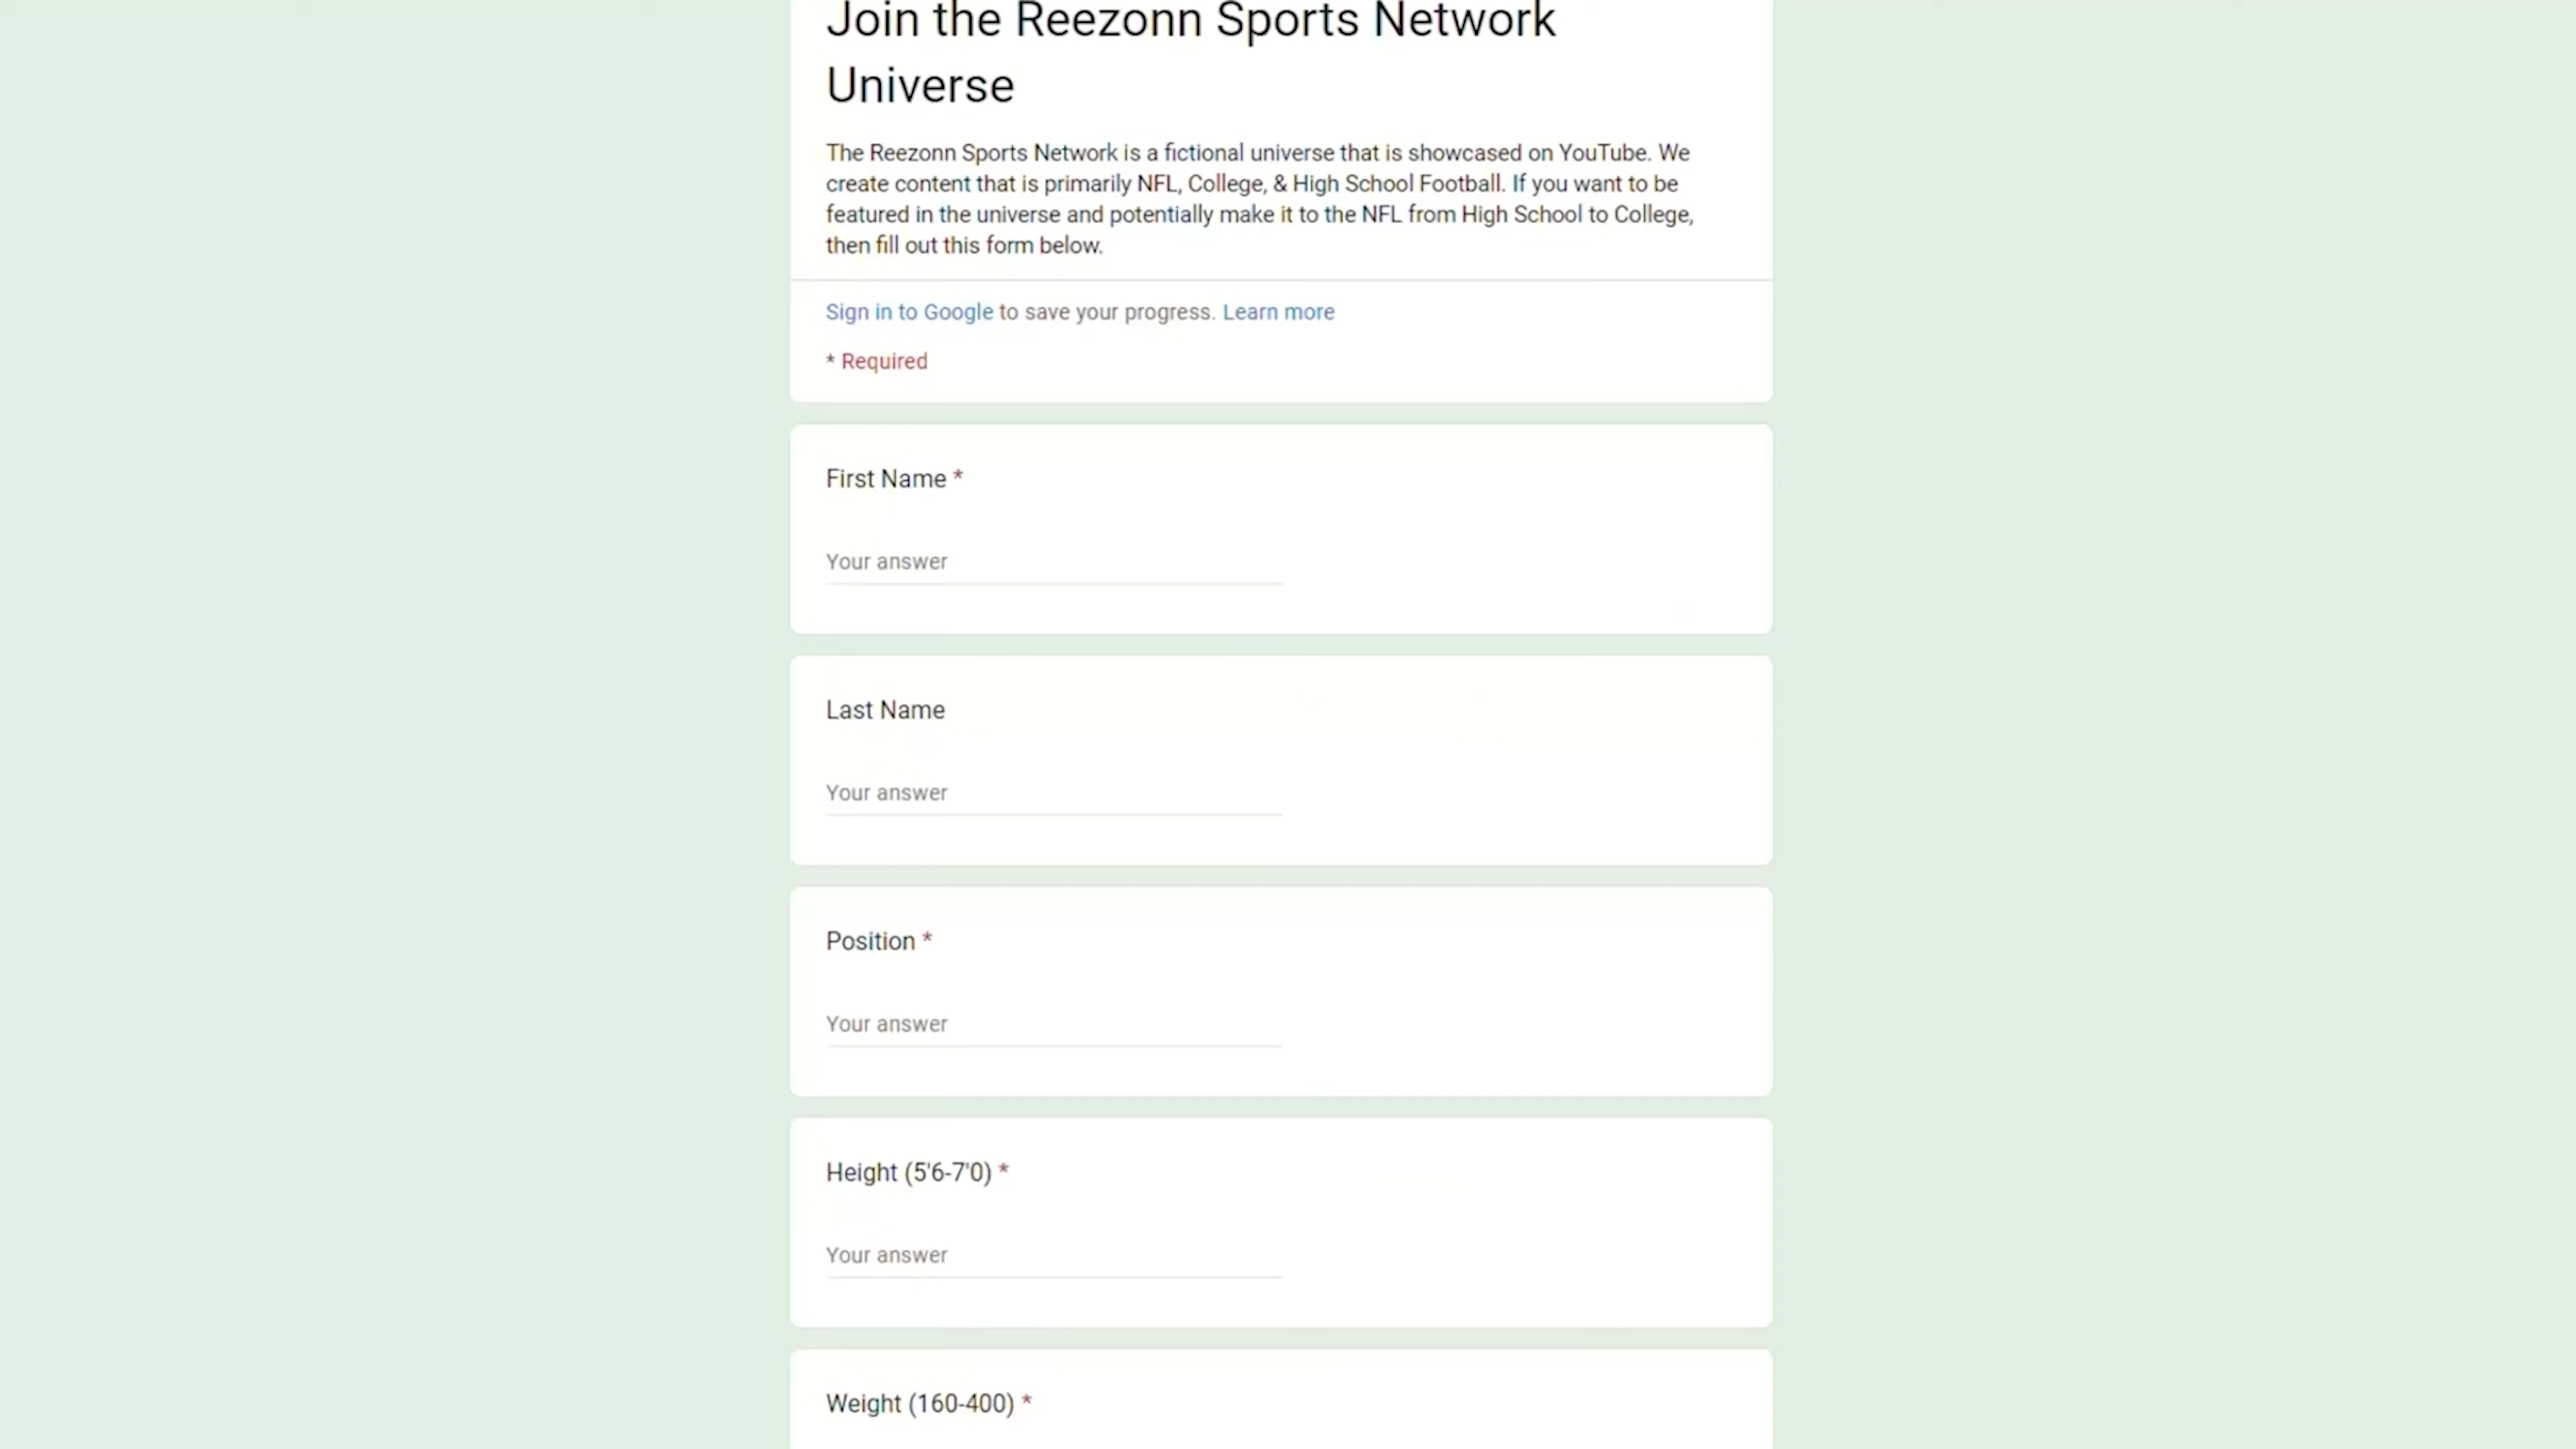 Join the Reezonn Sports Network
Universe
The Reezonn Sports Network is a fictional universe that is showcased on YouTube. We
create content that is primarily NFL, College, & High School Football. If you want to be
featured in the universe and potentially make it to the NFL from High School to College,
then fill out this form below.
Sign in to Google to save your progress. Learn more
* Required
First Name *
Your answer
Last Name
Your answer
Position *
Your answer
Height (5'6-7'0) *
Your answer
Weight (160-400) *